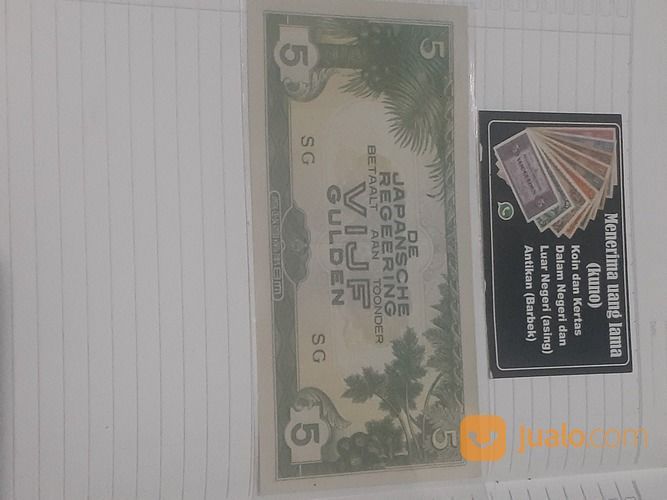 5
5
SG
SG
DE
JAPANSCHE
REGEERING
BETAALT AAN TOONDER
VIJF
GULDEN
5
5
Menerima uang lama
(kuno)
Koin dan Kertas
Dalam Negeri dan
Luar Negeri (asing)
Antikan (Barbek)
jualo.com